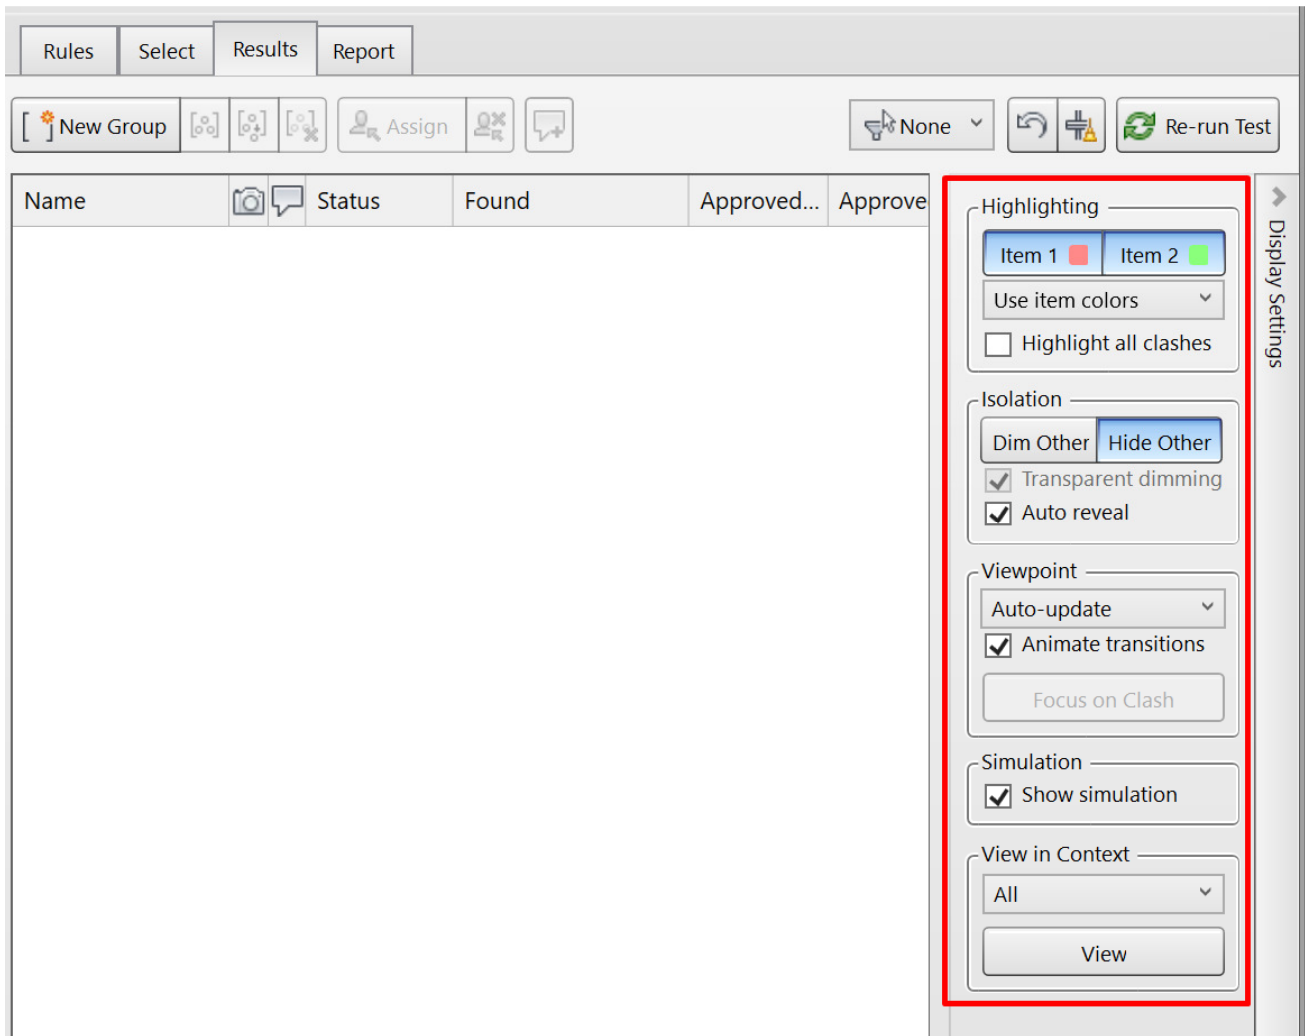 Rules Select Results Report
New Group Assign None Re-run Test
Name Status Found Approved... Approve
Display Settings
Highlighting
Item 1 Item 2
Use item colors
Highlight all clashes
Isolation
Dim Other Hide Other
Transparent dimming
Auto reveal
Viewpoint
Auto-update
Animate transitions
Focus on Clash
Simulation
Show simulation
View in Context
All
View